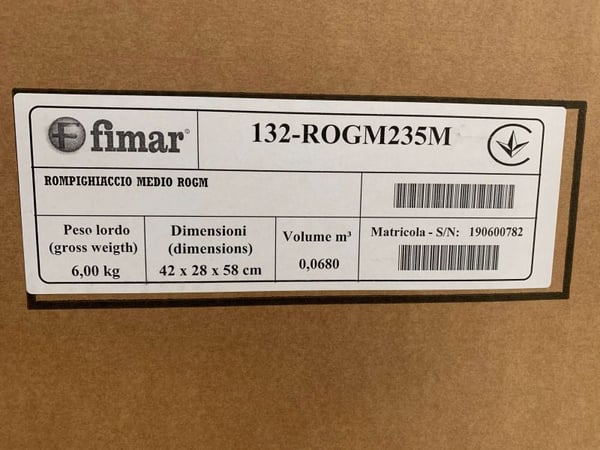 fimar
132-ROGM235M
ROMPIGHIACCIO MEDIO ROGM
Peso lordo
(gross weigth)
6,00 kg
Dimensioni
(dimensions)
42 x 28 x 58 cm
Volume m³
0,0680
Matricola - S/N: 190600782